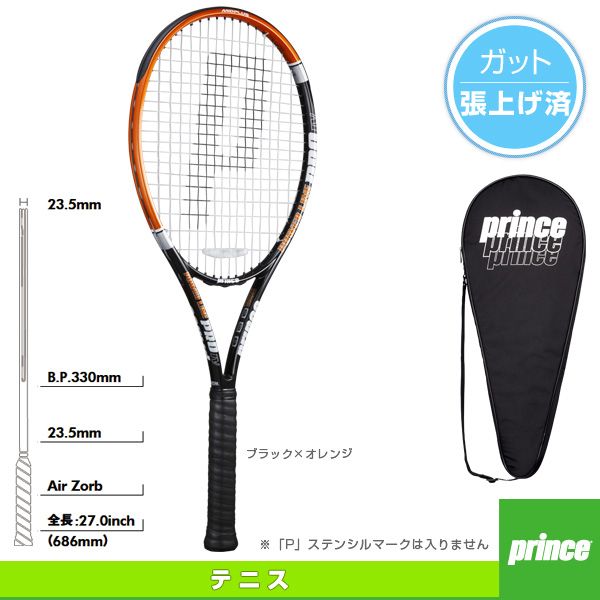 ガット
張上げ済
23.5mm
B.P.330mm
23.5mm
Air Zorb
全長:27.0inch
(686mm)
ブラック×オレンジ
※「P」ステンシルマークは入りません
prince
prince
prince
prince
prince
テニス